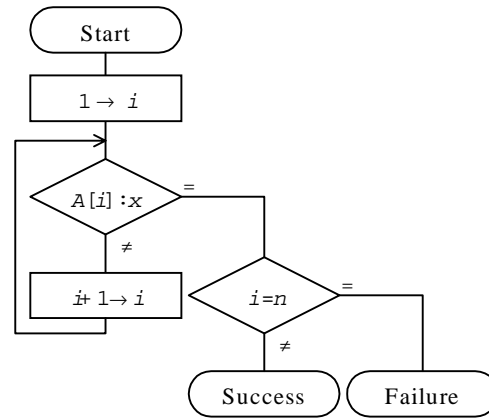 Start
1 → i
A[i] : x
=
≠
i + 1 → i
i=n
=
≠
Success
Failure